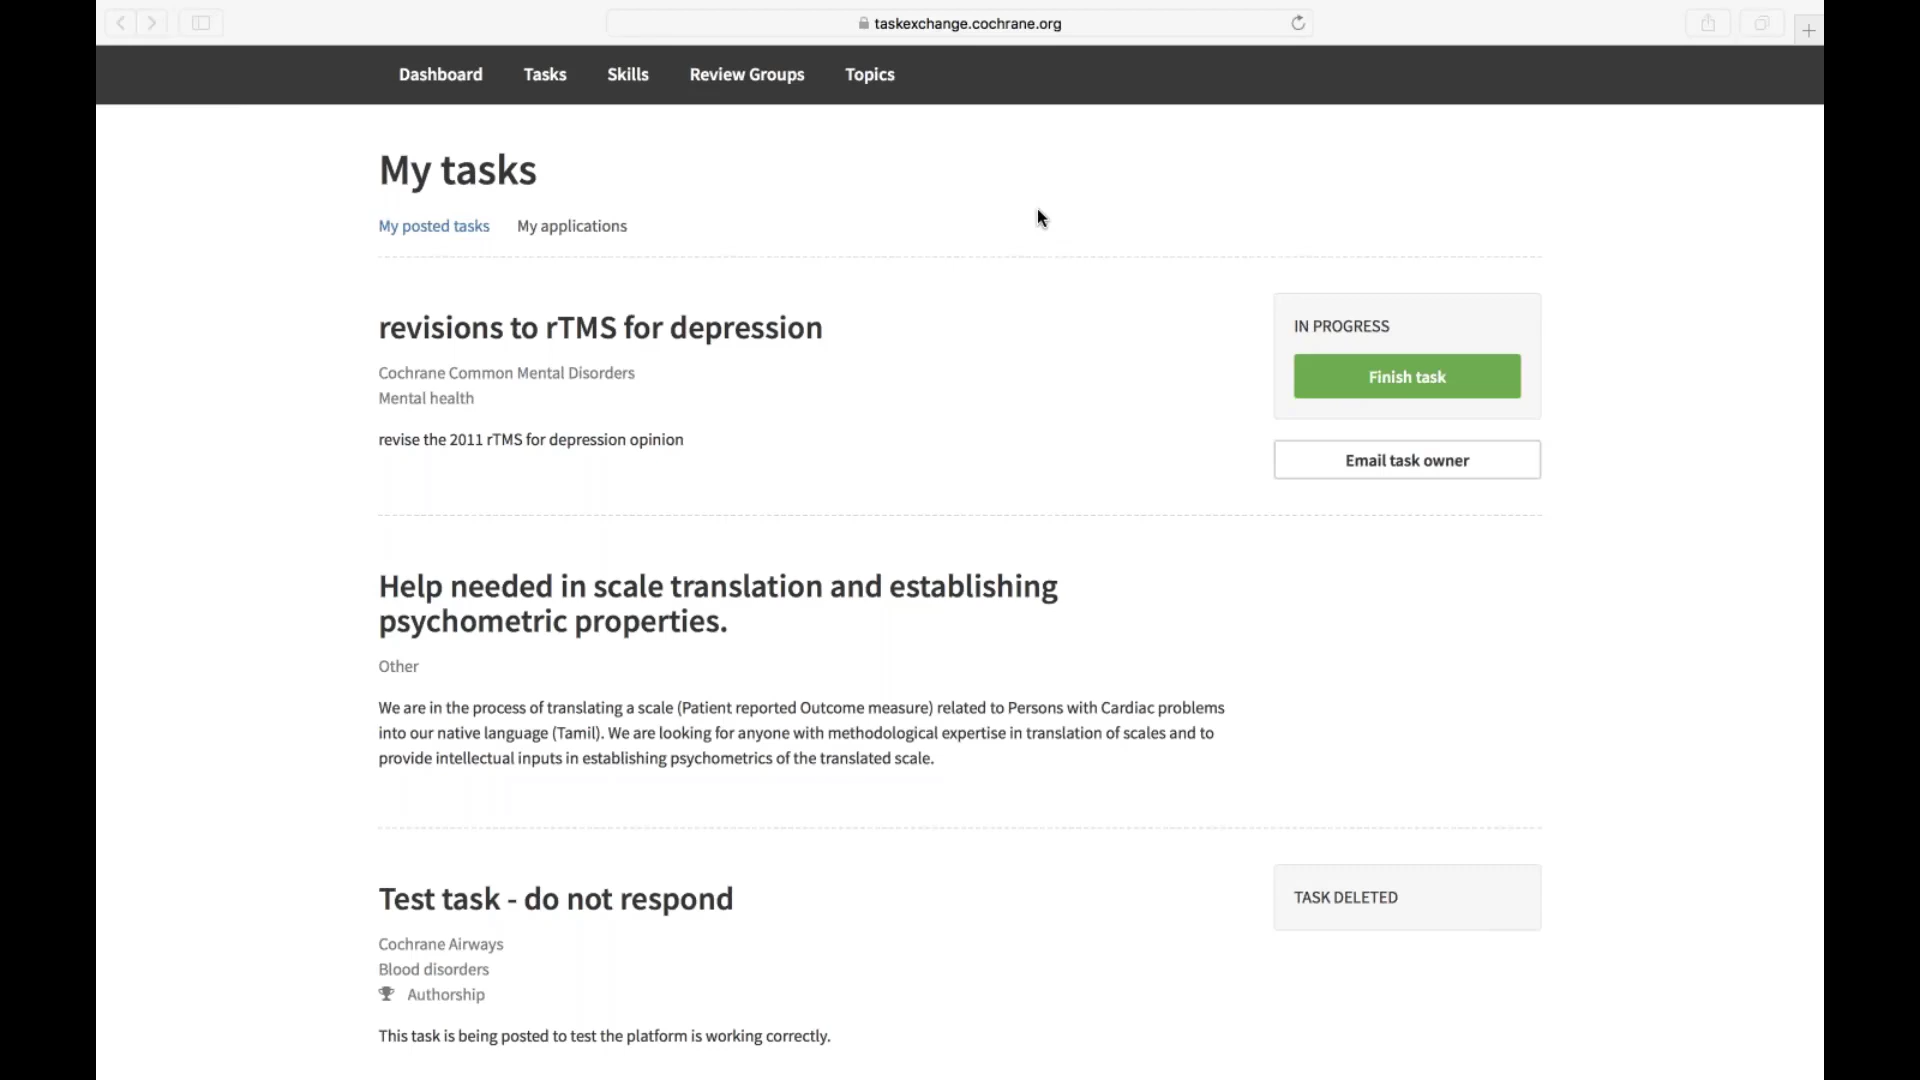 taskexchange.cochrane.org
Dashboard Tasks Skills Review Groups Topics
My tasks
My posted tasks My applications
revisions to rTMS for depression
Cochrane Common Mental Disorders
Mental health
revise the 2011 rTMS for depression opinion
IN PROGRESS
Finish task
Email task owner
Help needed in scale translation and establishing
psychometric properties.
Other
We are in the process of translating a scale (Patient reported Outcome measure) related to Persons with Cardiac problems
into our native language (Tamil). We are looking for anyone with methodological expertise in translation of scales and to
provide intellectual inputs in establishing psychometrics of the translated scale.
Test task - do not respond
Cochrane Airways
Blood disorders
Authorship
This task is being posted to test the platform is working correctly.
TASK DELETED